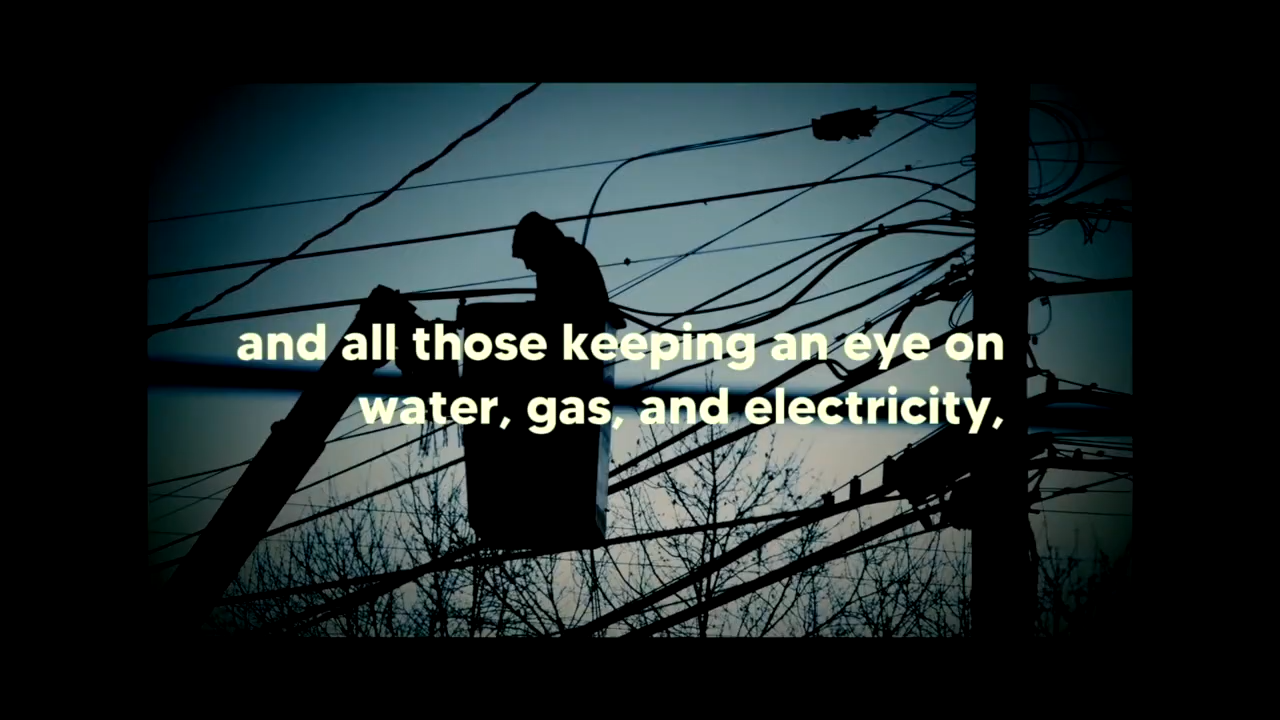 and all those keeping an eye on
water, gas, and electricity,